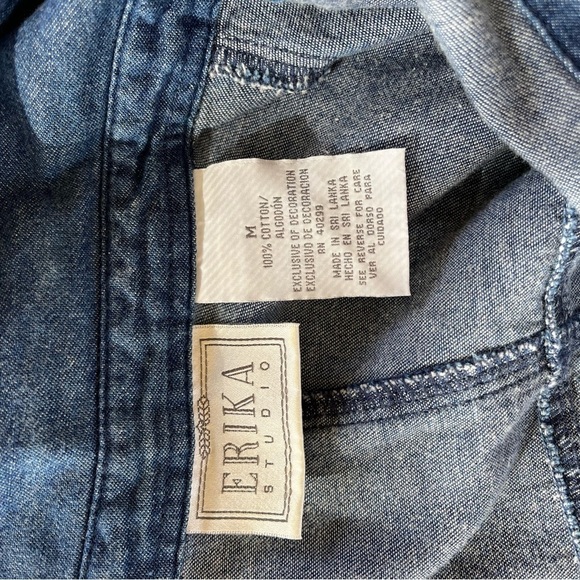 M
100% COTTON/
ALGODÓN
EXCLUSIVE OF DECORATION
EXCLUSIVO DE DECORACION
RN 40299
MADE IN SRI LANKA
HECHO EN SRI LANKA
SEE REVERSE FOR CARE
VER AL DORSO PARA
CUIDADO
ERIKA
STUDIO